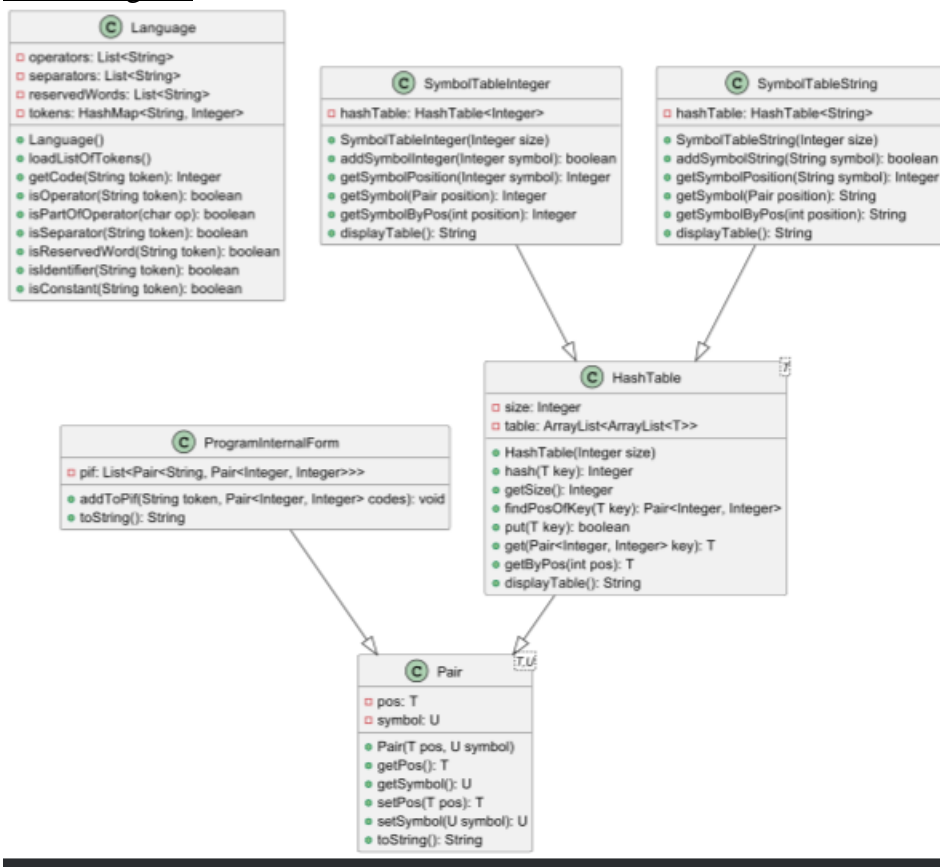 C Language
operators: List<String>
separators: List<String>
reservedWords: List<String>
tokens: HashMap<String, Integer>
Language()
loadListOfTokens()
getCode(String token): Integer
isOperator(String token): boolean
isPartOfOperator(char op): boolean
isSeparator(String token): boolean
isReservedWord(String token): boolean
isIdentifier(String token): boolean
isConstant(String token): boolean
C SymbolTableInteger
hashTable: HashTable<Integer>
SymbolTableInteger(Integer size)
addSymbolInteger(Integer symbol): boolean
getSymbolPosition(Integer symbol): Integer
getSymbol(Pair position): Integer
getSymbolByPos(int position): Integer
displayTable(): String
C SymbolTableString
hashTable: HashTable<String>
SymbolTableString(Integer size)
addSymbolString(String symbol): boolean
getSymbolPosition(String symbol): Integer
getSymbol(Pair position): String
getSymbolByPos(int position): String
displayTable(): String
C HashTable
T
size: Integer
table: ArrayList<ArrayList<T>>
HashTable(Integer size)
hash(T key): Integer
getSize(): Integer
findPosOfKey(T key): Pair<Integer, Integer>
put(T key): boolean
get(Pair<Integer, Integer> key): T
getByPos(int pos): T
displayTable(): String
C ProgramInternalForm
pif: List<Pair<String, Pair<Integer, Integer>>>
addToPif(String token, Pair<Integer, Integer> codes): void
toString(): String
C Pair
T,U
pos: T
symbol: U
Pair(T pos, U symbol)
getPos(): T
getSymbol(): U
setPos(T pos): T
setSymbol(U symbol): U
toString(): String